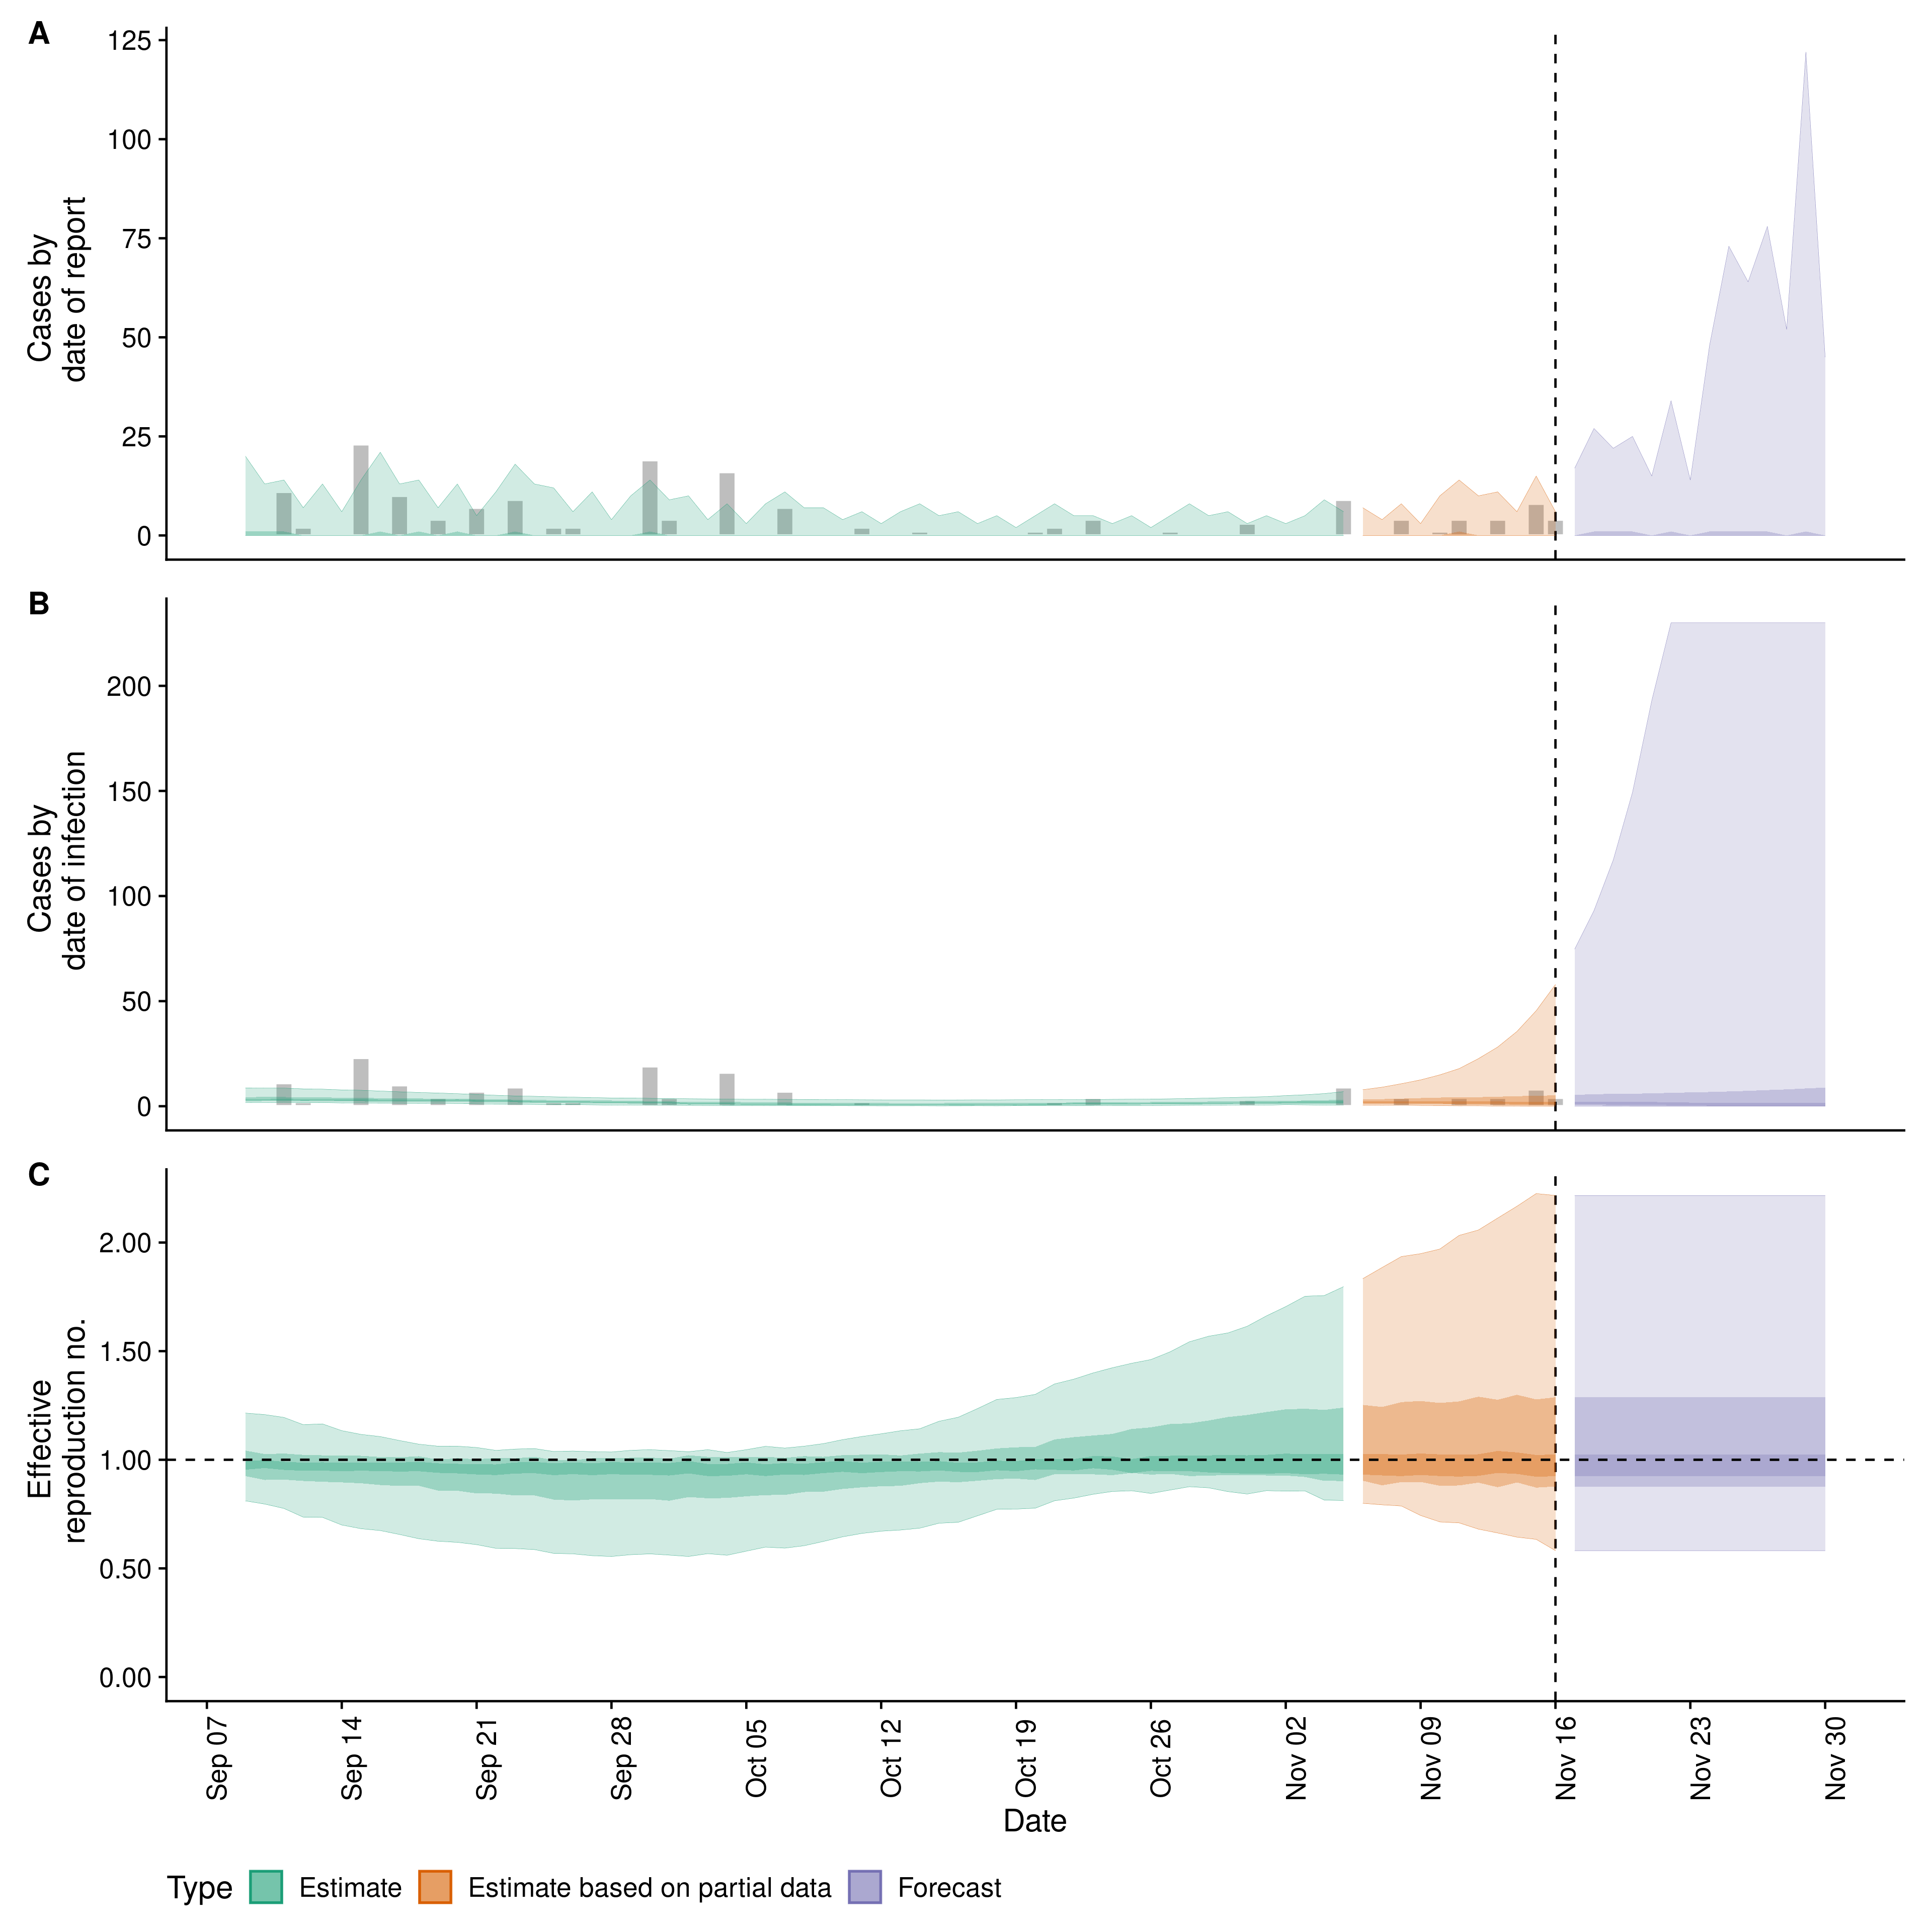 A
Cases by
date of report
125
100
75
50
25
0
B
Cases by
date of infection
200
150
100
50
0
C
Effective
reproduction no.
2.00
1.50
1.00
0.50
0.00
Sep 07
Sep 14
Sep 21
Sep 28
Oct 05
Oct 12
Oct 19
Oct 26
Nov 02
Nov 09
Nov 16
Nov 23
Nov 30
Date
Type Estimate Estimate based on partial data Forecast